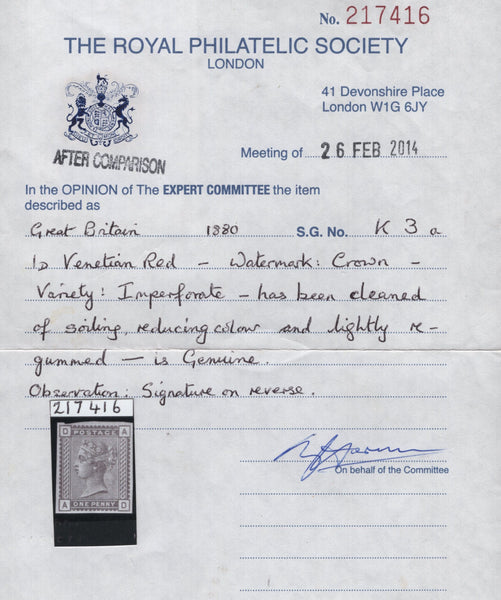 No. 217416
THE ROYAL PHILATELIC SOCIETY
LONDON
41 Devonshire Place
London W1G 6JY
AFTER COMPARISON
Meeting of 26 FEB 2014
In the OPINION of The EXPERT COMMITTEE the item
described as
Great Britain 1880 S.G. No. K 3 a
1D Venetian Red – Watermark: Crown –
Variety: Imperforate – has been cleaned
of soiling, reducing colour and lightly re-
gummed – is Genuine.
Observation: Signature on reverse.
217416
On behalf of the Committee
D POSTAGE A
A ONE PENNY D